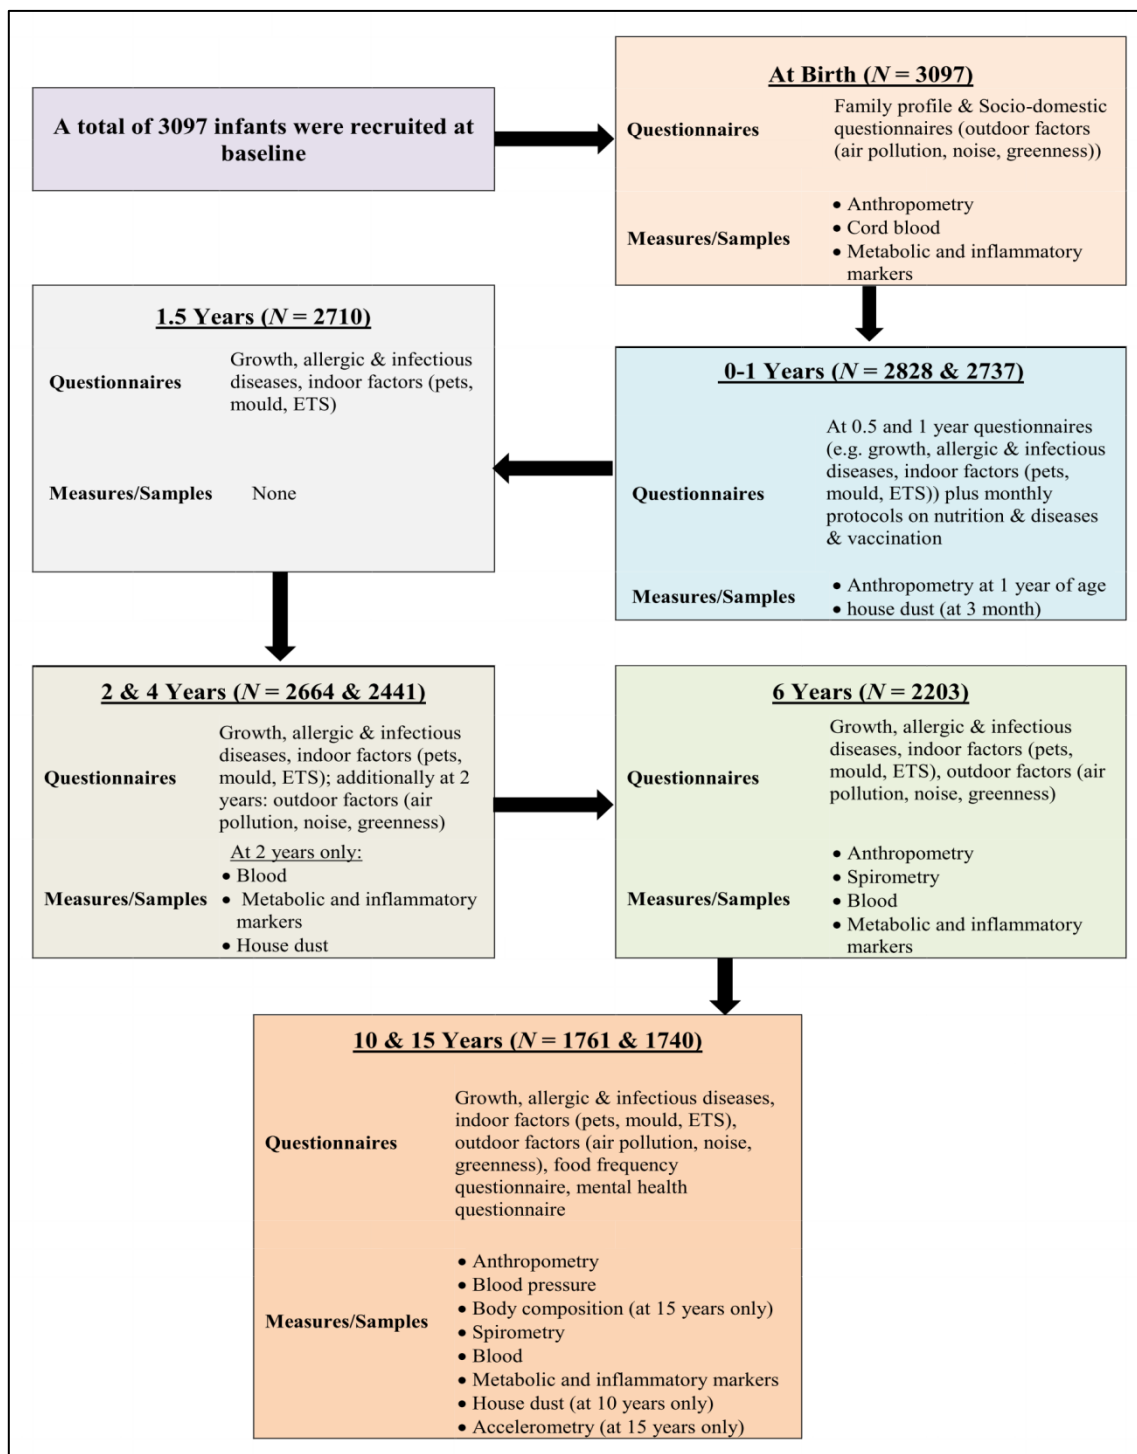 A total of 3097 infants were recruited at
baseline
At Birth (N = 3097)
Questionnaires
Family profile & Socio-domestic
questionnaires (outdoor factors
(air pollution, noise, greenness))
Measures/Samples
• Anthropometry
• Cord blood
• Metabolic and inflammatory
markers
0-1 Years (N = 2828 & 2737)
Questionnaires
At 0.5 and 1 year questionnaires
(e.g. growth, allergic & infectious
diseases, indoor factors (pets,
mould, ETS)) plus monthly
protocols on nutrition & diseases
& vaccination
Measures/Samples
• Anthropometry at 1 year of age
• house dust (at 3 month)
1.5 Years (N = 2710)
Questionnaires
Growth, allergic & infectious
diseases, indoor factors (pets,
mould, ETS)
Measures/Samples
None
2 & 4 Years (N = 2664 & 2441)
Questionnaires
Growth, allergic & infectious
diseases, indoor factors (pets,
mould, ETS); additionally at 2
years: outdoor factors (air
pollution, noise, greenness)
Measures/Samples
At 2 years only:
• Blood
• Metabolic and inflammatory
markers
• House dust
6 Years (N = 2203)
Questionnaires
Growth, allergic & infectious
diseases, indoor factors (pets,
mould, ETS), outdoor factors (air
pollution, noise, greenness)
Measures/Samples
• Anthropometry
• Spirometry
• Blood
• Metabolic and inflammatory
markers
10 & 15 Years (N = 1761 & 1740)
Questionnaires
Growth, allergic & infectious diseases,
indoor factors (pets, mould, ETS),
outdoor factors (air pollution, noise,
greenness), food frequency
questionnaire, mental health
questionnaire
Measures/Samples
• Anthropometry
• Blood pressure
• Body composition (at 15 years only)
• Spirometry
• Blood
• Metabolic and inflammatory markers
• House dust (at 10 years only)
• Accelerometry (at 15 years only)